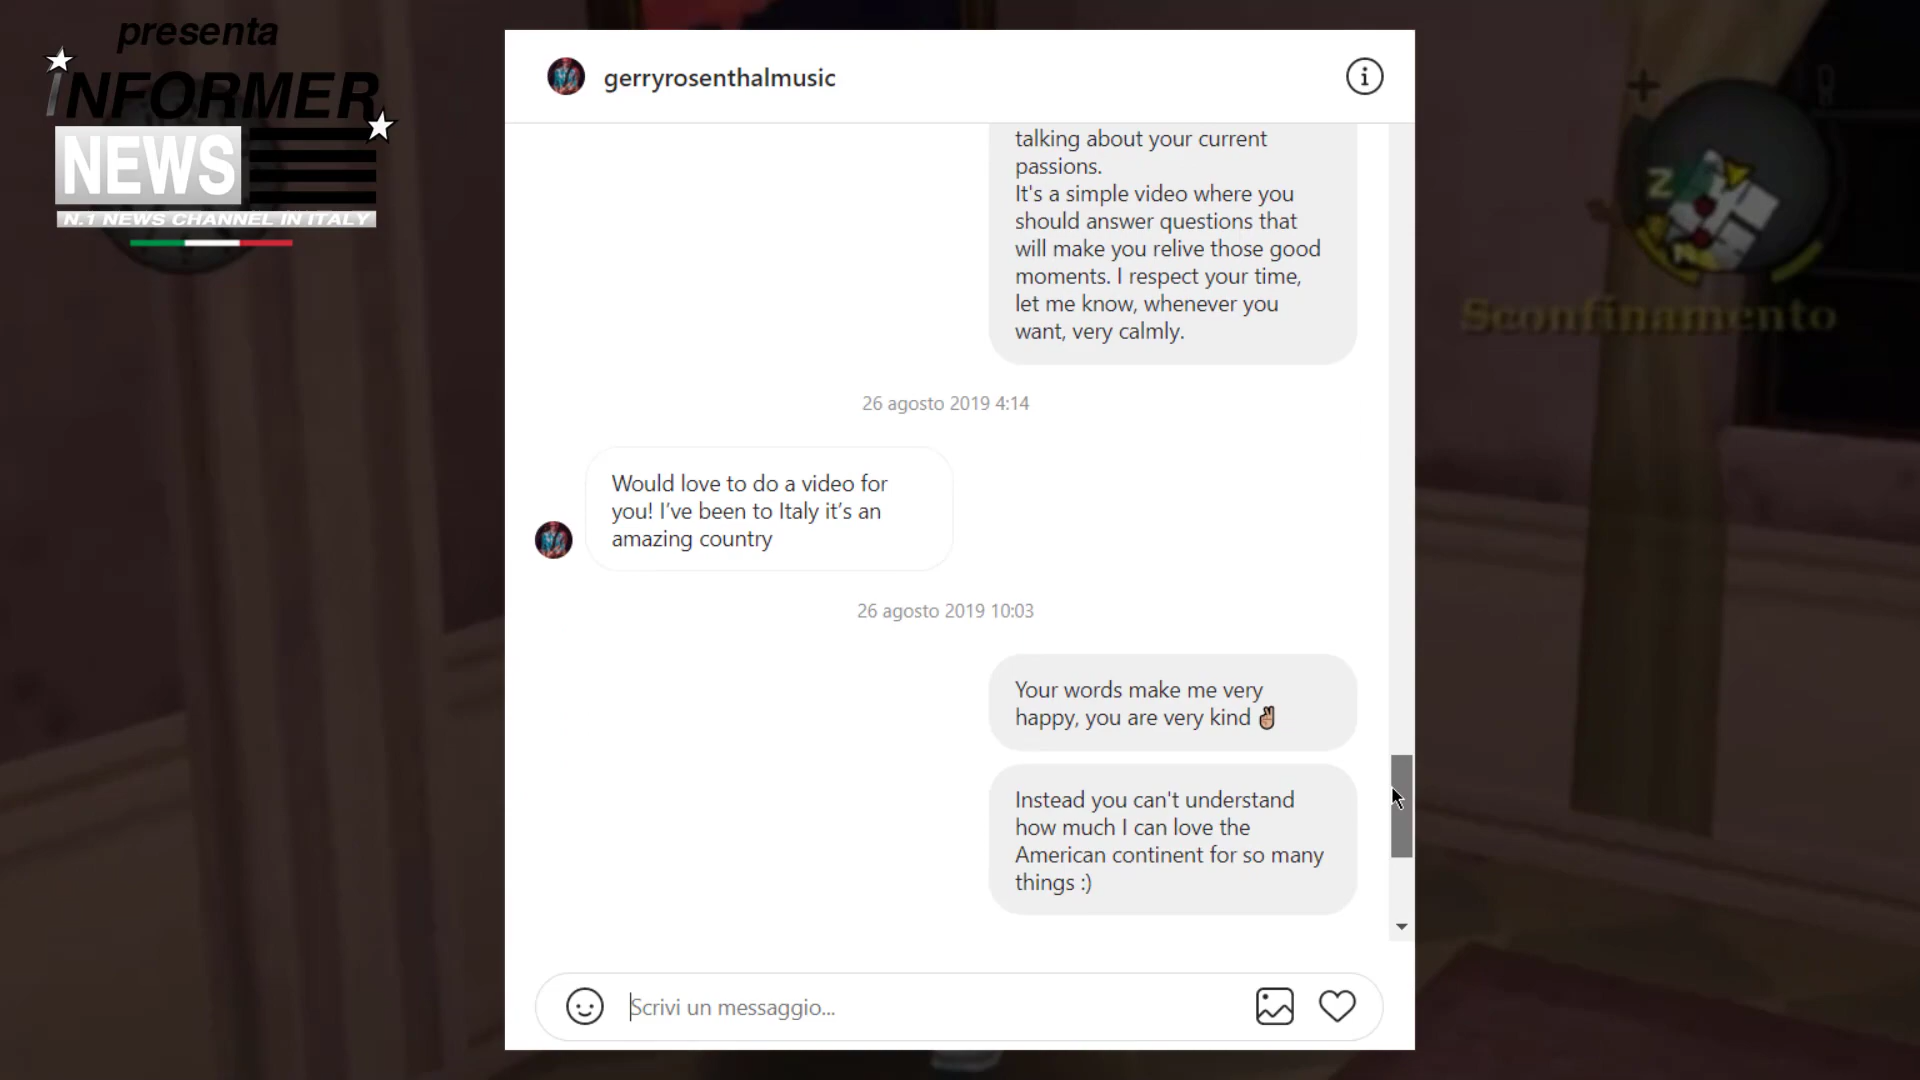 presenta
iNFORMER
NEWS
N.1 NEWS CHANNEL IN ITALY
gerryrosenthalmusic
talking about your current
passions.
It's a simple video where you
should answer questions that
will make you relive those good
moments. I respect your time,
let me know, whenever you
want, very calmly.
26 agosto 2019 4:14
Would love to do a video for
you! I’ve been to Italy it’s an
amazing country
26 agosto 2019 10:03
Your words make me very
happy, you are very kind ✌🏼
Instead you can't understand
how much I can love the
American continent for so many
things :)
Scrivi un messaggio...
N
Sconfinamento